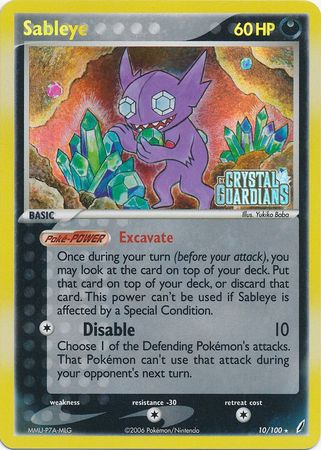 Sableye 60 HP
EX
CRYSTAL
GUARDIANS
BASIC
Illus. Yukiko Baba
Poké-POWER Excavate
Once during your turn (before your attack), you
may look at the card on top of your deck. Put
that card on top of your deck, or discard that
card. This power can't be used if Sableye is
affected by a Special Condition.
Disable 10
Choose 1 of the Defending Pokémon's attacks.
That Pokémon can't use that attack during
your opponent's next turn.
weakness resistance -30 retreat cost
MMU-P7A-MLG ©2006 Pokémon/Nintendo 10/100 ★